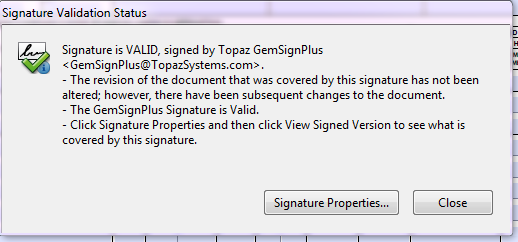 Signature Validation Status
Signature is VALID, signed by Topaz GemSignPlus
<GemSignPlus@TopazSystems.com>.
- The revision of the document that was covered by this signature has not been
altered; however, there have been subsequent changes to the document.
- The GemSignPlus Signature is Valid.
- Click Signature Properties and then click View Signed Version to see what is
covered by this signature.
Signature Properties...
Close